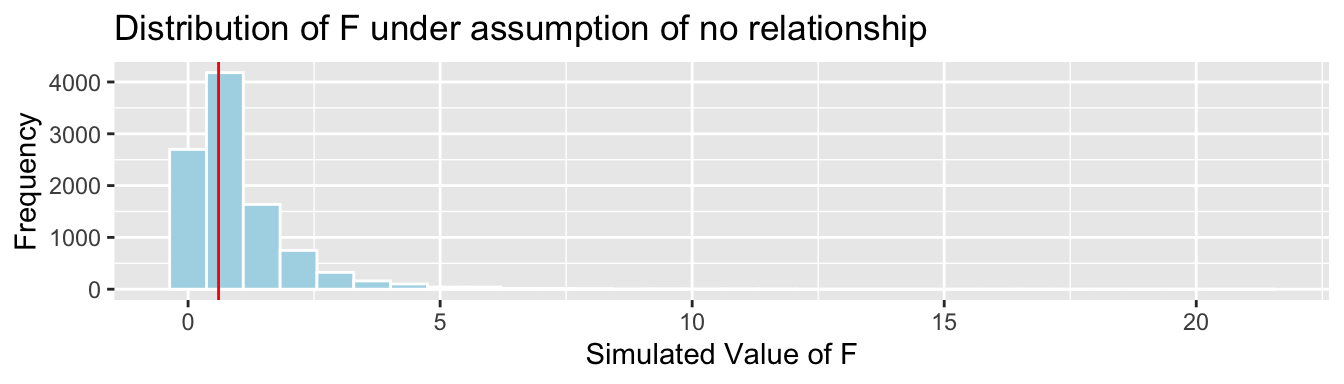 Distribution of F under assumption of no relationship
4000
3000
2000
1000
0
Frequency
0 5 10 15 20
Simulated Value of F